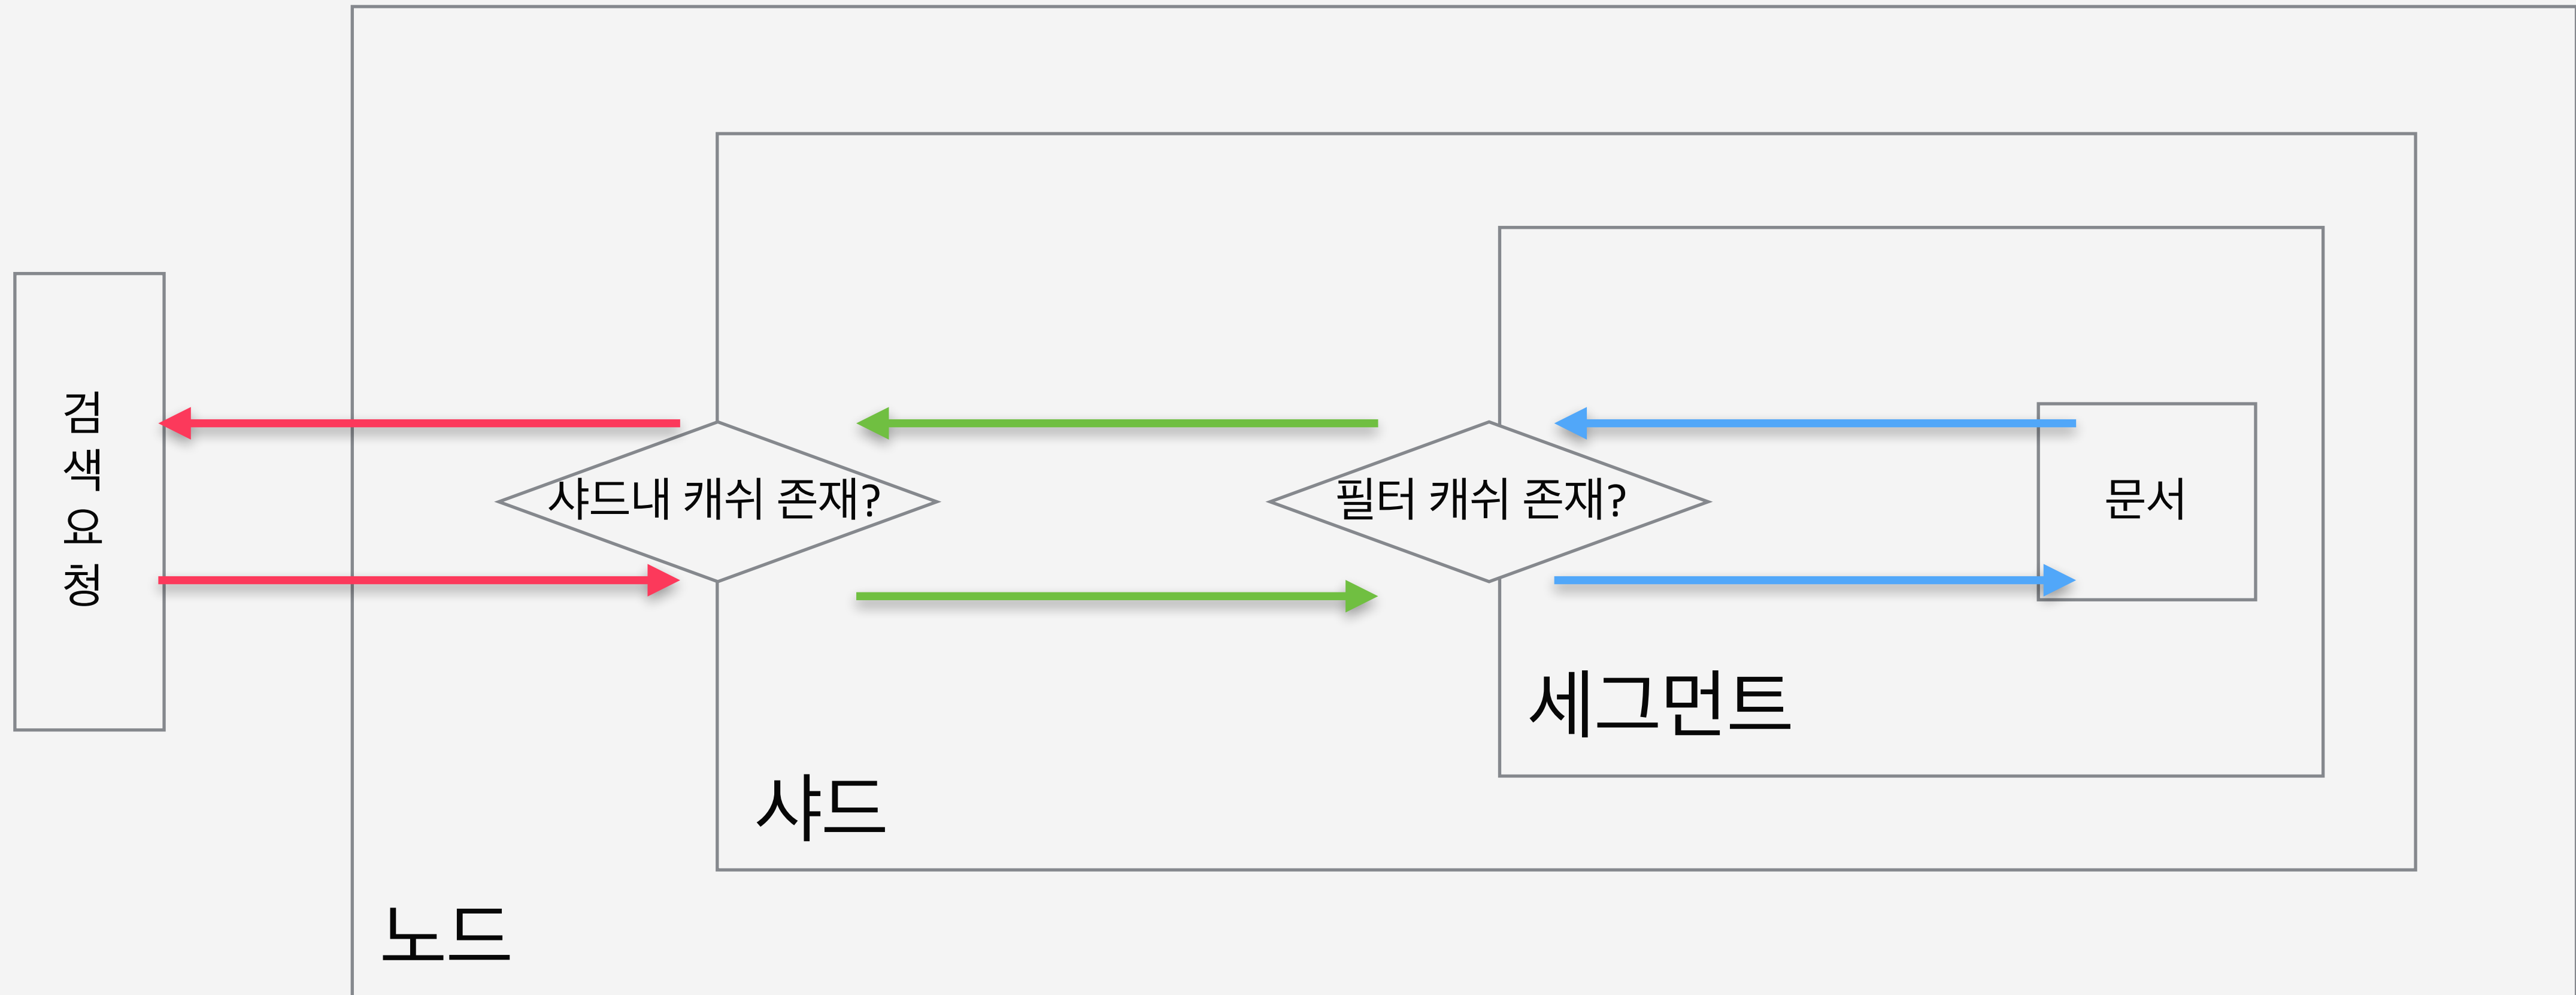 검
색
요
청
샤드내 캐쉬 존재?
필터 캐쉬 존재?
문서
세그먼트
샤드
노드